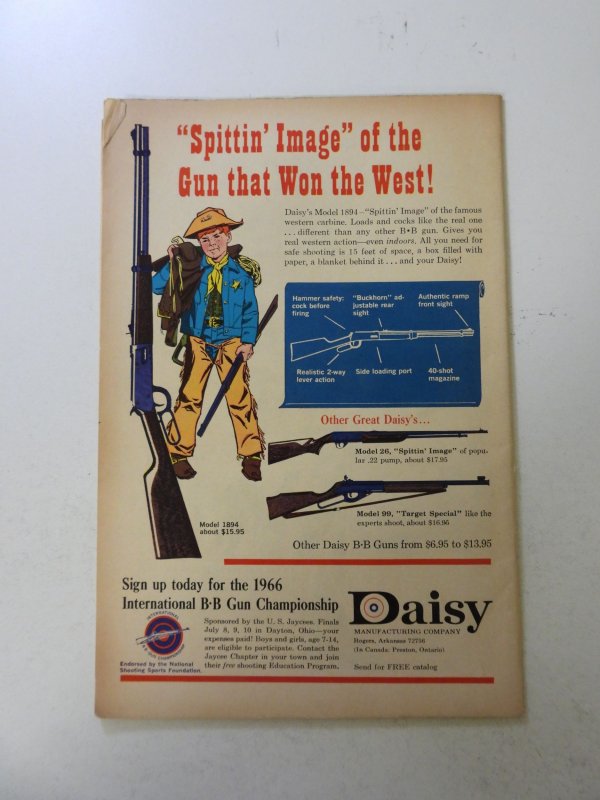 "Spittin' Image" of the
Gun that Won the West!
Daisy's Model 1894—"Spittin' Image" of the famous
western carbine. Loads and cocks like the real one
...different than any other B•B gun. Gives you
real western action—even indoors. All you need for
safe shooting is 15 feet of space, a box filled with
paper, a blanket behind it...and your Daisy!
Hammer safety:
cock before
firing
"Buckhorn" ad-
justable rear
sight
Authentic ramp
front sight
Realistic 2-way
lever action
Side loading port
40-shot
magazine
Other Great Daisy's...
Model 26, "Spittin' Image" of popu-
lar .22 pump, about $17.95
Model 99, "Target Special" like the
experts shoot, about $16.95
Model 1894
about $15.95
Other Daisy B•B Guns from $6.95 to $13.95
Sign up today for the 1966
International B•B Gun Championship
INTERNATIONAL
Endorsed by the National
Shooting Sports Foundation.
Sponsored by the U. S. Jaycees. Finals
July 8, 9, 10 in Dayton, Ohio—your
expenses paid! Boys and girls, age 7-14,
are eligible to participate. Contact the
Jaycee Chapter in your town and join
their free shooting Education Program.
Daisy
MANUFACTURING COMPANY
Rogers, Arkansas 72756
(In Canada: Preston, Ontario)
Send for FREE catalog